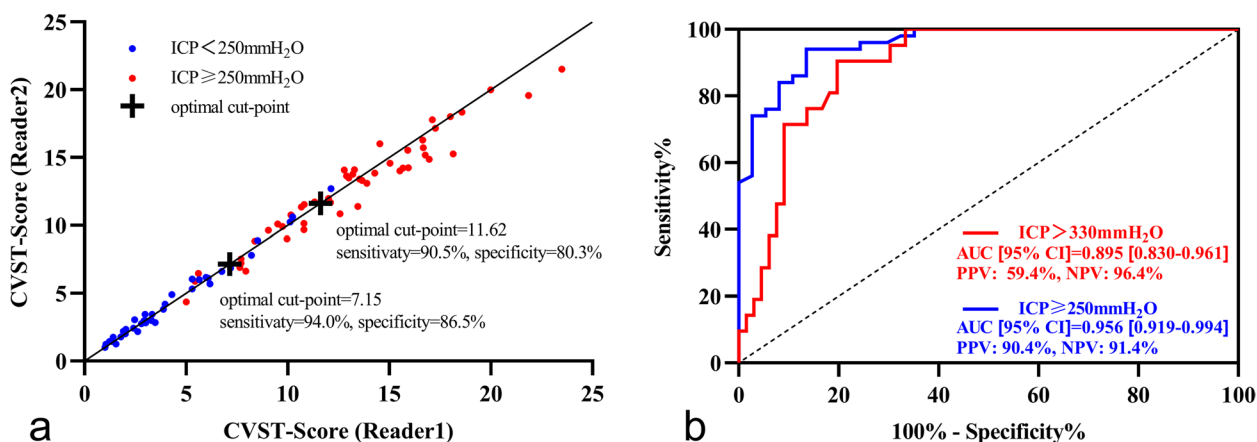 25
20
15
10
5
0
CVST-Score (Reader2)
ICP＜250mmH₂O
ICP≥250mmH₂O
optimal cut-point
optimal cut-point=11.62
sensitivaty=90.5%, specificity=80.3%
optimal cut-point=7.15
sensitivaty=94.0%, specificity=86.5%
0 5 10 15 20 25
CVST-Score (Reader1)
a
100
80
60
40
20
0
Sensitivity%
ICP＞330mmH₂O
AUC [95% CI]=0.895 [0.830-0.961]
PPV: 59.4%, NPV: 96.4%
ICP≥250mmH₂O
AUC [95% CI]=0.956 [0.919-0.994]
PPV: 90.4%, NPV: 91.4%
0 20 40 60 80 100
100% - Specificity%
b